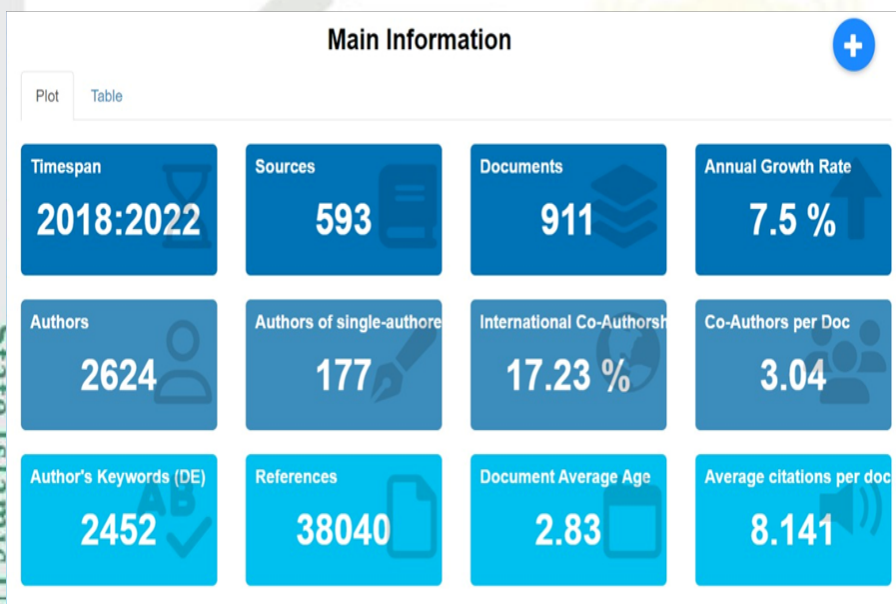 Main Information
Plot Table
Timespan
2018:2022
Sources
593
Documents
911
Annual Growth Rate
7.5 %
Authors
2624
Authors of single-authore
177
International Co-Authorsh
17.23 %
Co-Authors per Doc
3.04
Author's Keywords (DE)
2452
References
38040
Document Average Age
2.83
Average citations per doc
8.141